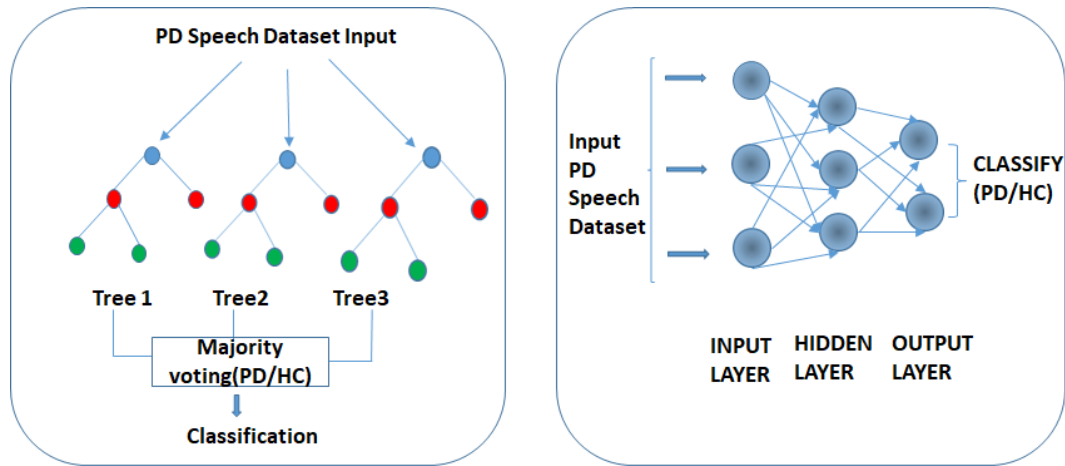 PD Speech Dataset Input
Tree 1
Tree2
Tree3
Majority
voting(PD/HC)
Classification
Input
PD
Speech
Dataset
CLASSIFY
(PD/HC)
INPUT
LAYER
HIDDEN
LAYER
OUTPUT
LAYER